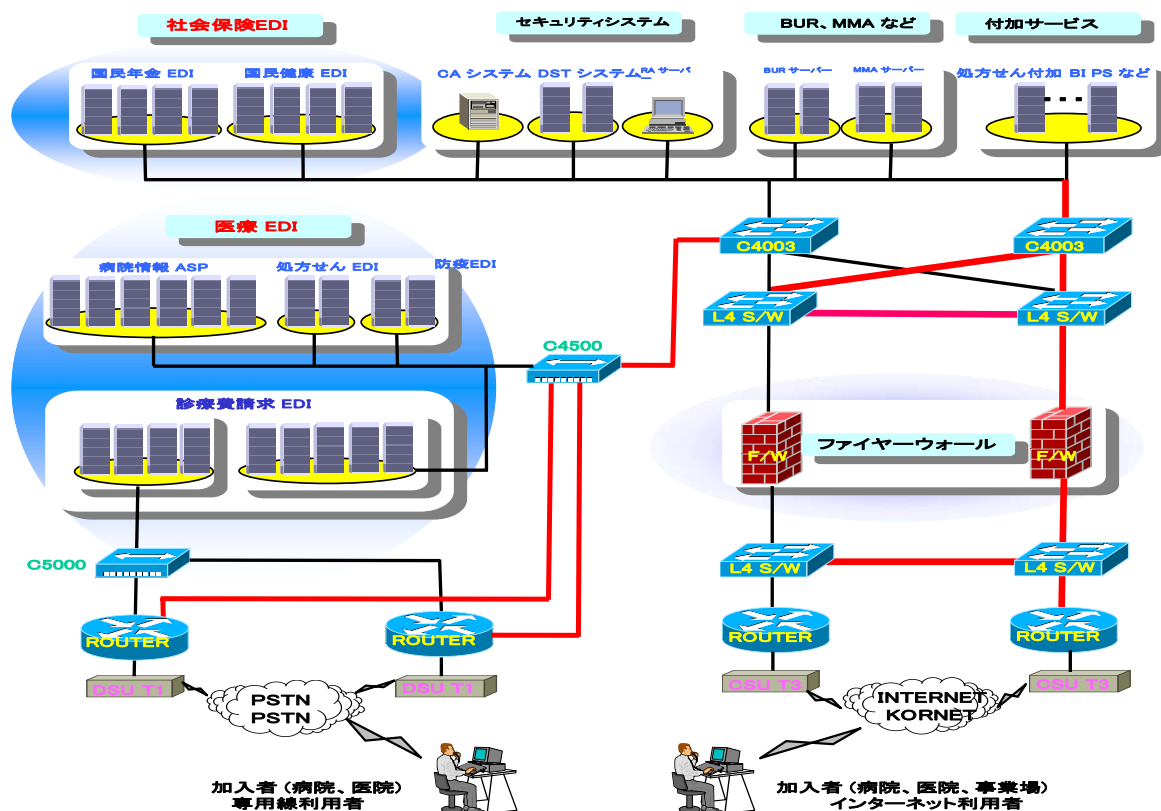 社会保険EDI
セキュリティシステム
BUR、MMA など
付加サービス
国民年金 EDI
国民健康 EDI
CA システム
DST システム
RA サーバ
BUR サーバー
MMA サーバー
処方せん付加 BI PS など
医療 EDI
病院情報 ASP
処方せん EDI
防疫EDI
C4003
C4003
L4 S/W
L4 S/W
C4500
診療費請求 EDI
ファイヤーウォール
F/W
F/W
C5000
L4 S/W
L4 S/W
ROUTER
ROUTER
ROUTER
ROUTER
DSU T1
DSU T1
CSU T3
CSU T3
PSTN
PSTN
INTERNET
KORNET
加入者 (病院、医院)
専用線利用者
加入者 (病院、医院、事業場)
インターネット利用者